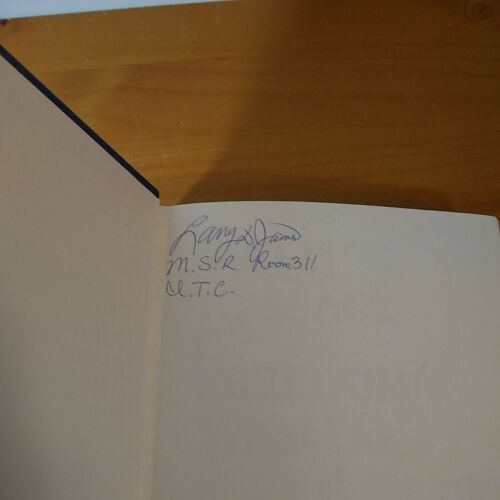 Larry D. James
M.S.R Room 311
U.T.C.